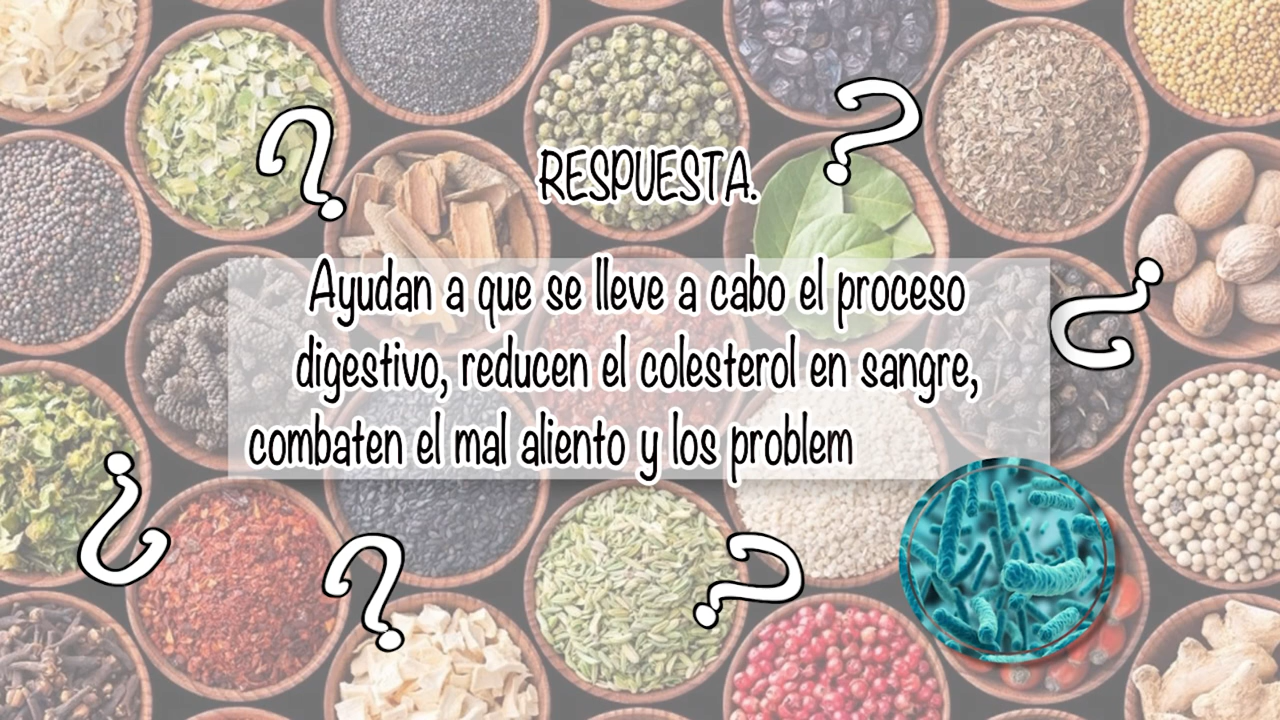 RESPUESTA.
Ayudan a que se lleve a cabo el proceso
digestivo, reducen el colesterol en sangre,
combaten el mal aliento y los problem